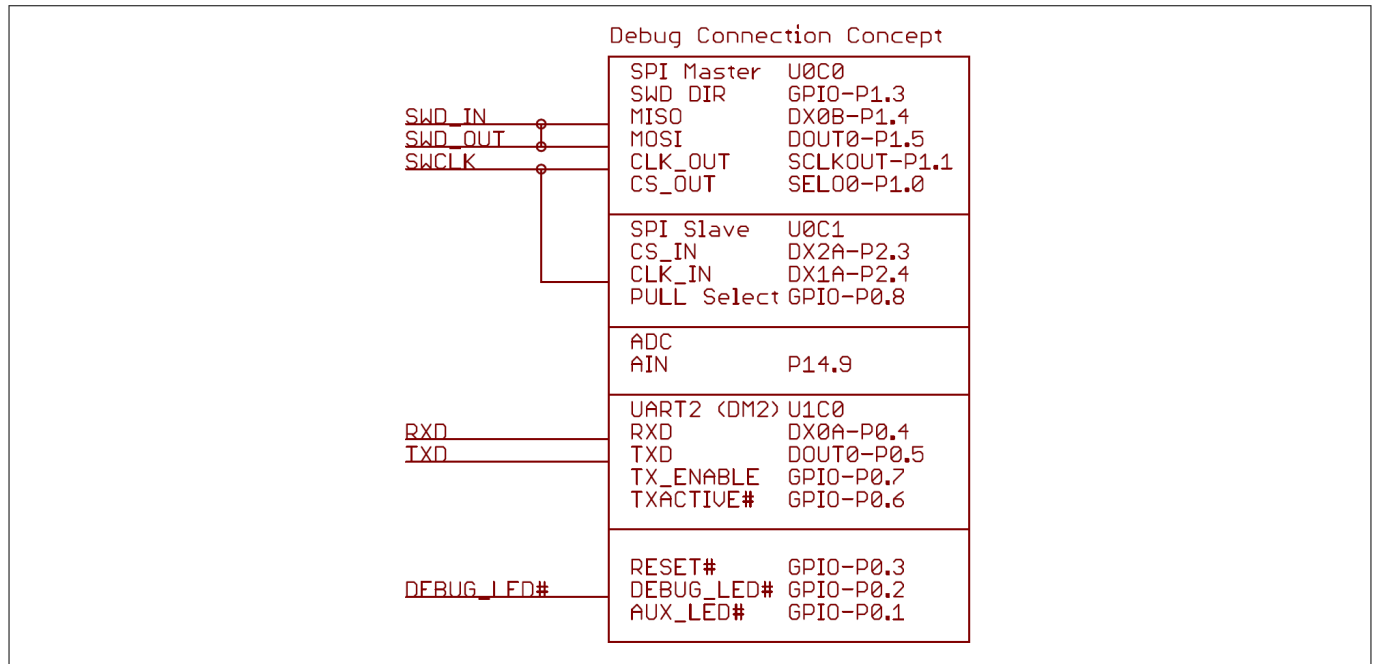 Debug Connection Concept
SPI Master U0C0
SWD DIR GPIO-P1.3
SWD_IN MISO DX0B-P1.4
SWD_OUT MOSI DOUT0-P1.5
SWCLK CLK_OUT SCLKOUT-P1.1
CS_OUT SELO0-P1.0
SPI Slave U0C1
CS_IN DX2A-P2.3
CLK_IN DX1A-P2.4
PULL Select GPIO-P0.8
ADC
AIN P14.9
UART2 (DM2) U1C0
RXD RXD DX0A-P0.4
TXD TXD DOUT0-P0.5
TX_ENABLE GPIO-P0.7
TXACTIVE# GPIO-P0.6
RESET# GPIO-P0.3
DEBUG_LED# DEBUG_LED# GPIO-P0.2
AUX_LED# GPIO-P0.1